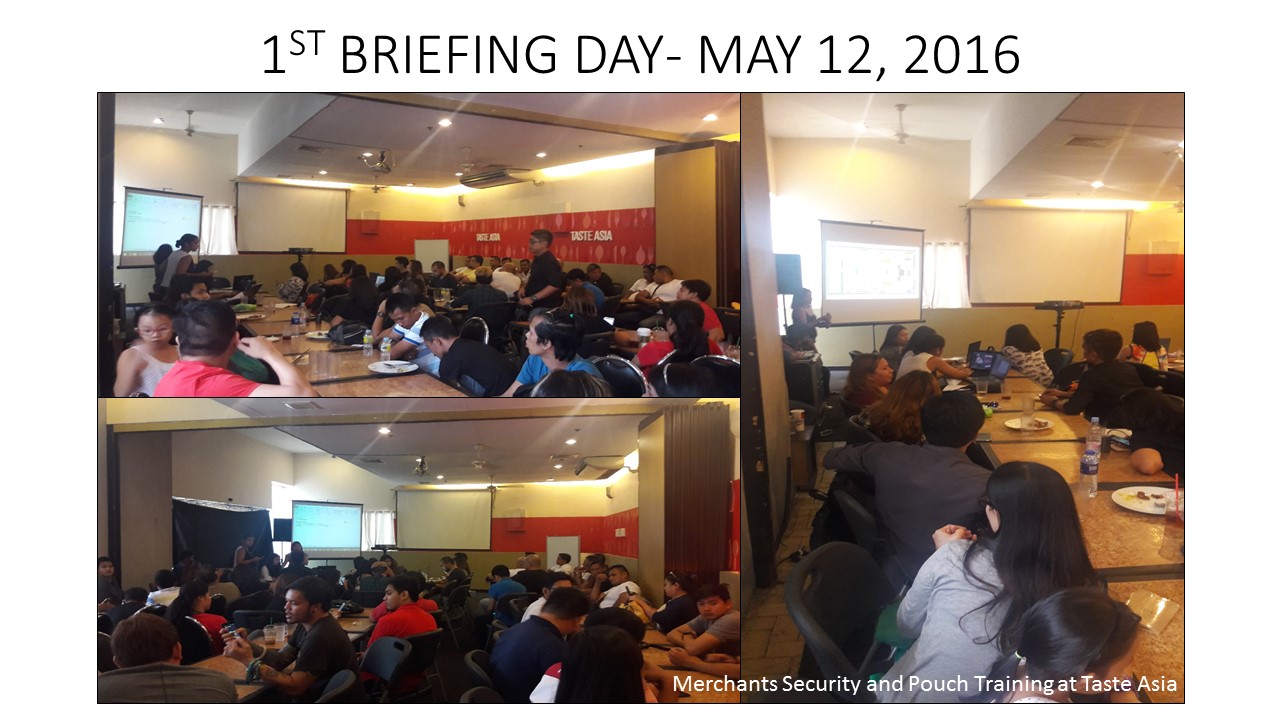 1ST BRIEFING DAY- MAY 12, 2016
TASTE ASIA
TASTE ASIA
Merchants Security and Pouch Training at Taste Asia